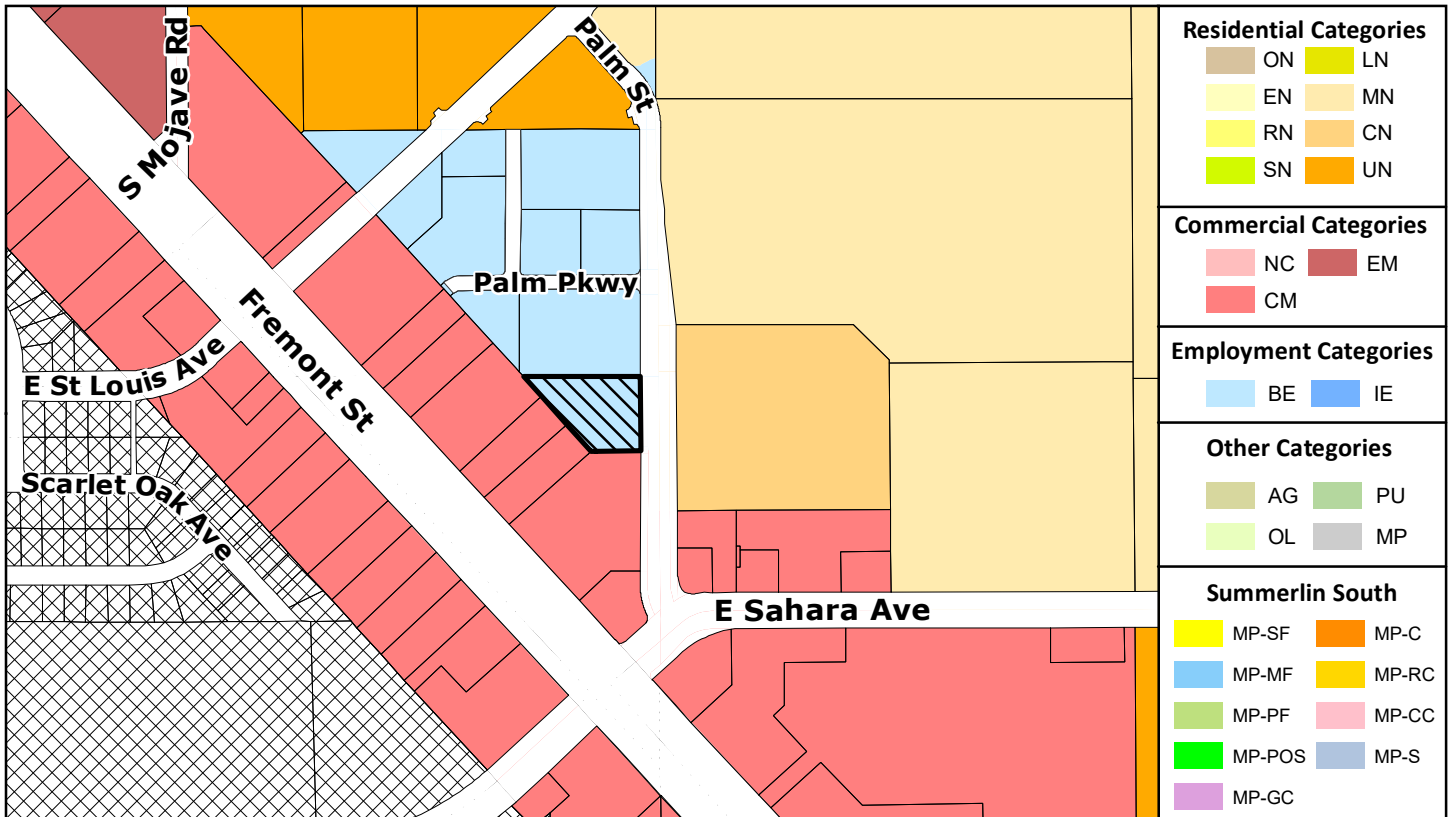 S Mojave Rd
Palm St
Palm Pkwy
Fremont St
E St Louis Ave
Scarlet Oak Ave
E Sahara Ave
Residential Categories
ON LN
EN MN
RN CN
SN UN
Commercial Categories
NC EM
CM
Employment Categories
BE IE
Other Categories
AG PU
OL MP
Summerlin South
MP-SF MP-C
MP-MF MP-RC
MP-PF MP-CC
MP-POS MP-S
MP-GC